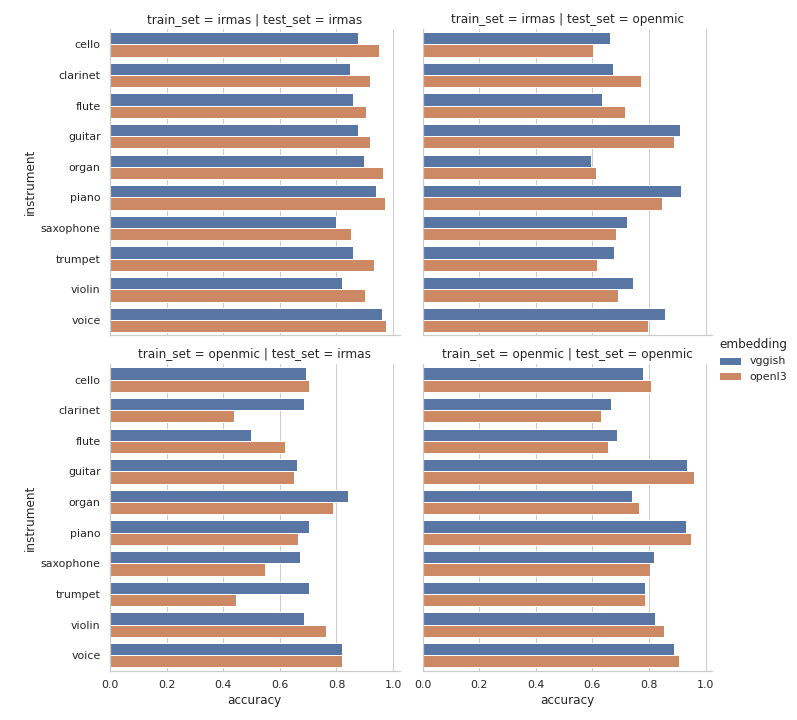 train_set = irmas | test_set = irmas
train_set = irmas | test_set = openmic
instrument
cello
clarinet
flute
guitar
organ
piano
saxophone
trumpet
violin
voice
embedding
vggish
openl3
train_set = openmic | test_set = irmas
train_set = openmic | test_set = openmic
instrument
cello
clarinet
flute
guitar
organ
piano
saxophone
trumpet
violin
voice
0.0 0.2 0.4 0.6 0.8 1.0
0.0 0.2 0.4 0.6 0.8 1.0
accuracy
accuracy